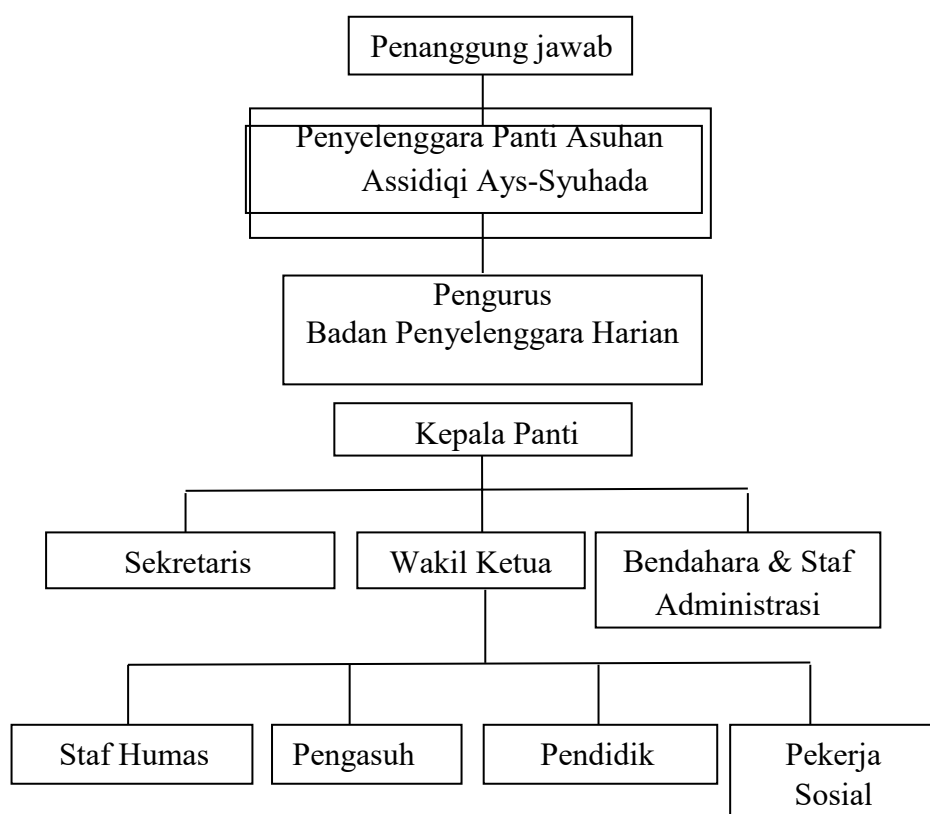 Penanggung jawab
Penyelenggara Panti Asuhan
Assidiqi Ays-Syuhada
Pengurus
Badan Penyelenggara Harian
Kepala Panti
Sekretaris
Wakil Ketua
Bendahara & Staf
Administrasi
Staf Humas
Pengasuh
Pendidik
Pekerja
Sosial